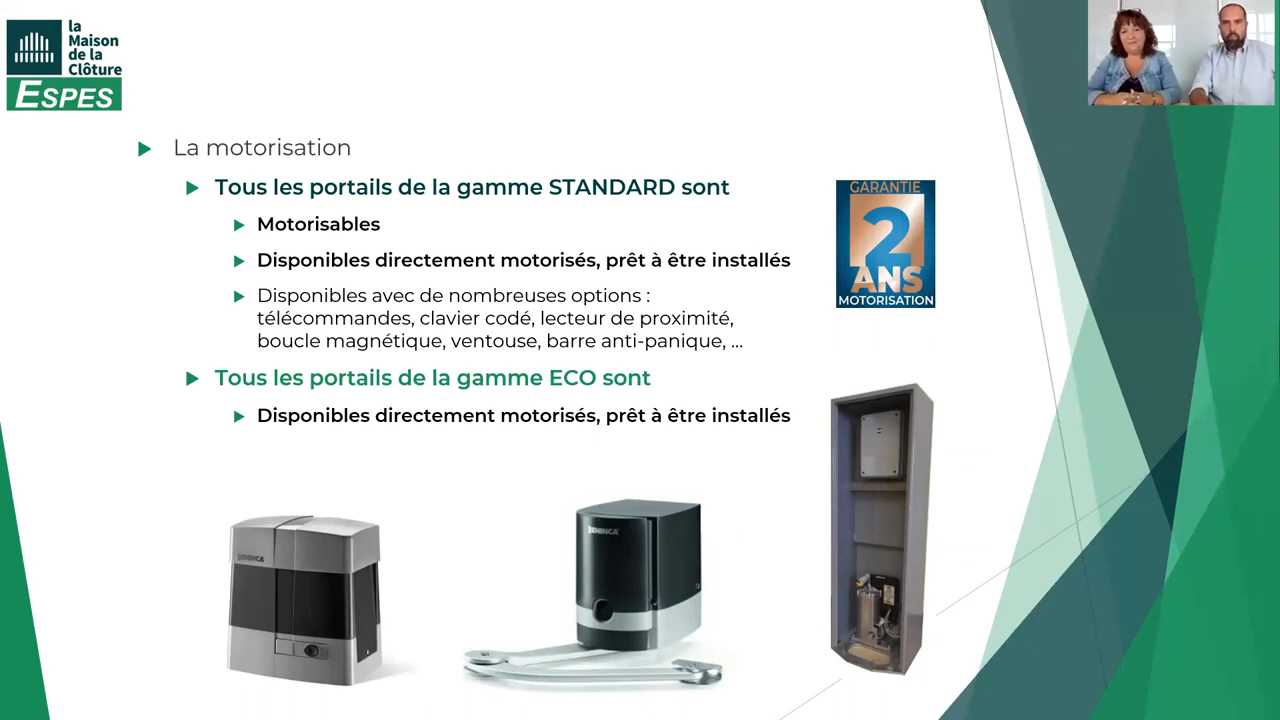 la
Maison
de la
Clôture
ESPES
La motorisation
Tous les portails de la gamme STANDARD sont
Motorisables
Disponibles directement motorisés, prêt à être installés
Disponibles avec de nombreuses options :
télécommandes, clavier codé, lecteur de proximité,
boucle magnétique, ventouse, barre anti-panique, ...
Tous les portails de la gamme ECO sont
Disponibles directement motorisés, prêt à être installés
GARANTIE
2
ANS
MOTORISATION
BENINCA
BENINCA